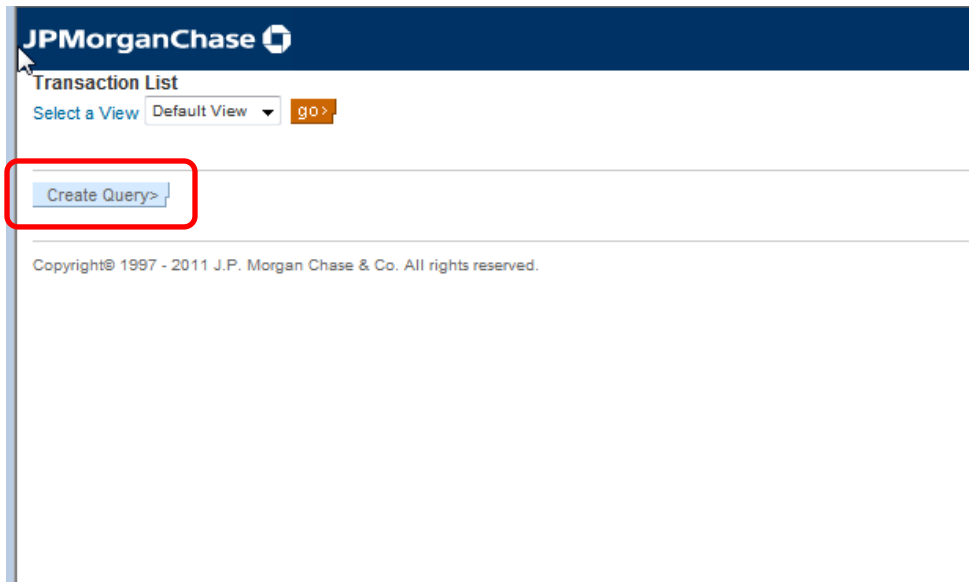 JPMorganChase
Transaction List
Select a View Default View go>
Create Query>
Copyright© 1997 - 2011 J.P. Morgan Chase & Co. All rights reserved.